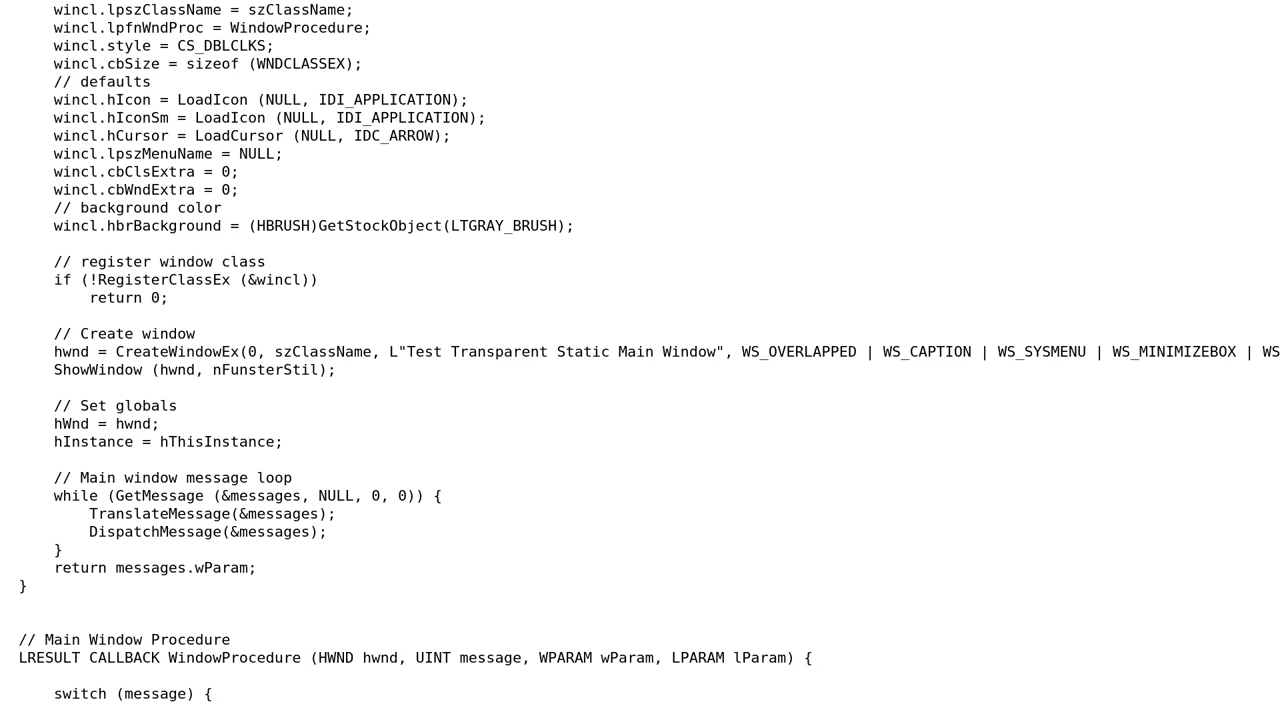 wincl.lpszClassName = szClassName;
    wincl.lpfnWndProc = WindowProcedure;
    wincl.style = CS_DBLCLKS;
    wincl.cbSize = sizeof (WNDCLASSEX);
    // defaults
    wincl.hIcon = LoadIcon (NULL, IDI_APPLICATION);
    wincl.hIconSm = LoadIcon (NULL, IDI_APPLICATION);
    wincl.hCursor = LoadCursor (NULL, IDC_ARROW);
    wincl.lpszMenuName = NULL;
    wincl.cbClsExtra = 0;
    wincl.cbWndExtra = 0;
    // background color
    wincl.hbrBackground = (HBRUSH)GetStockObject(LTGRAY_BRUSH);

    // register window class
    if (!RegisterClassEx (&wincl))
        return 0;

    // Create window
    hwnd = CreateWindowEx(0, szClassName, L"Test Transparent Static Main Window", WS_OVERLAPPED | WS_CAPTION | WS_SYSMENU | WS_MINIMIZEBOX | WS
    ShowWindow (hwnd, nFunsterStil);

    // Set globals
    hWnd = hwnd;
    hInstance = hThisInstance;

    // Main window message loop
    while (GetMessage (&messages, NULL, 0, 0)) {
        TranslateMessage(&messages);
        DispatchMessage(&messages);
    }
    return messages.wParam;
}


// Main Window Procedure
LRESULT CALLBACK WindowProcedure (HWND hwnd, UINT message, WPARAM wParam, LPARAM lParam) {

    switch (message) {